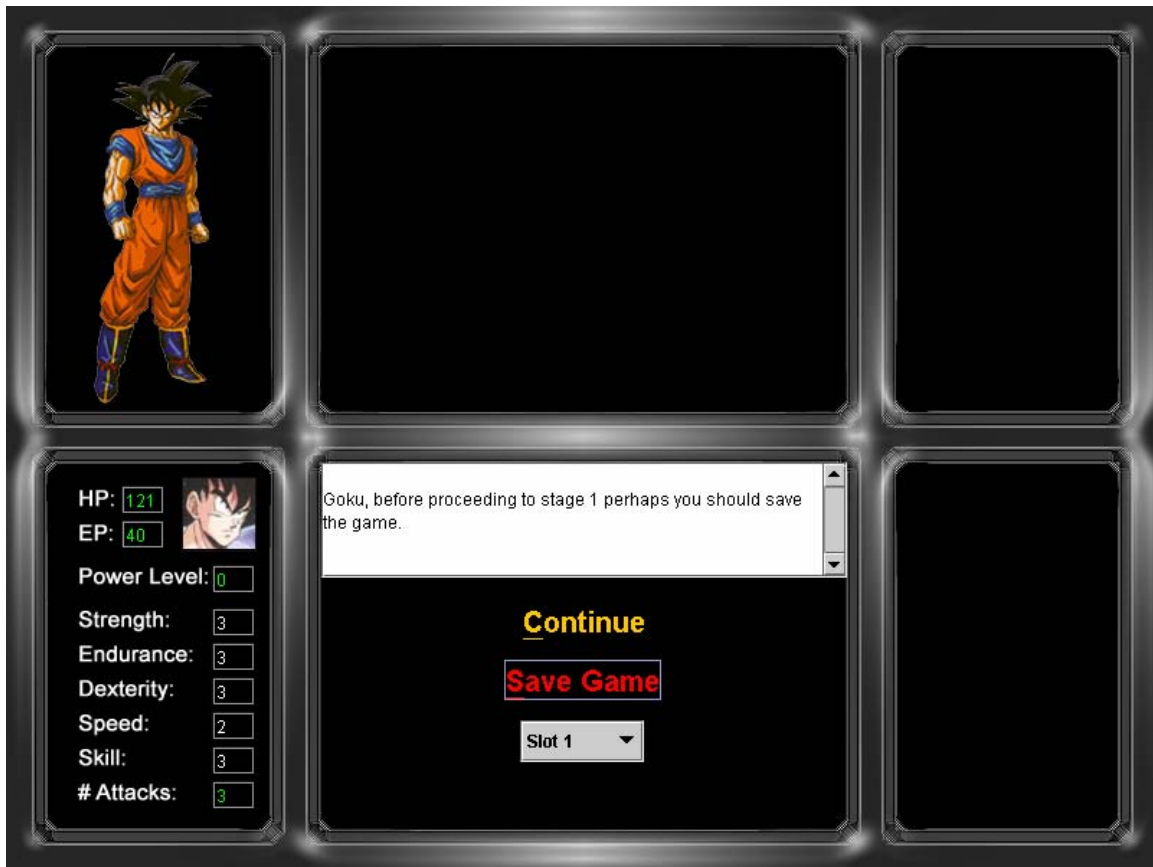 HP: 121
EP: 40
Power Level: 0
Strength: 3
Endurance: 3
Dexterity: 3
Speed: 2
Skill: 3
# Attacks: 3
Goku, before proceeding to stage 1 perhaps you should save
the game.
Continue
Save Game
Slot 1